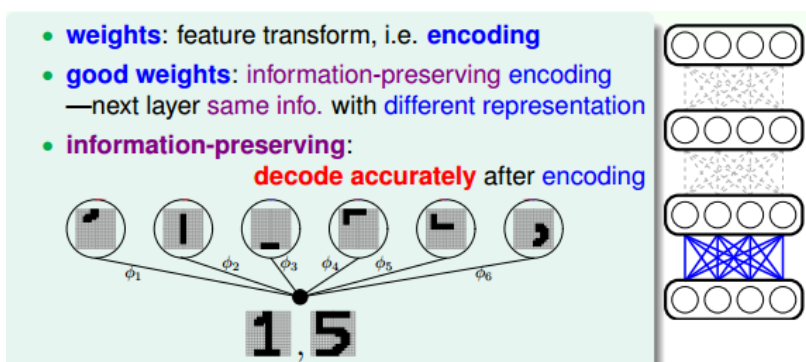 • weights: feature transform, i.e. encoding
• good weights: information-preserving encoding
—next layer same info. with different representation
• information-preserving:
decode accurately after encoding
ϕ₁ ϕ₂ ϕ₃ ϕ₄ ϕ₅ ϕ₆
1, 5